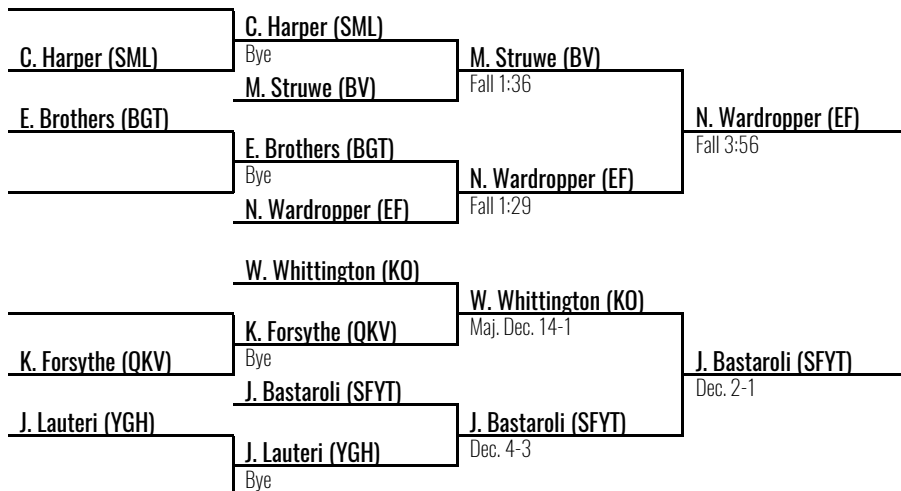 C. Harper (SML)
C. Harper (SML)
Bye
M. Struwe (BV)
M. Struwe (BV)
Fall 1:36
E. Brothers (BGT)
E. Brothers (BGT)
Bye
N. Wardropper (EF)
N. Wardropper (EF)
Fall 1:29
N. Wardropper (EF)
Fall 3:56
W. Whittington (KO)
K. Forsythe (QKV)
K. Forsythe (QKV)
Bye
W. Whittington (KO)
Maj. Dec. 14-1
J. Bastaroli (SFYT)
J. Lauteri (YGH)
J. Lauteri (YGH)
Bye
J. Bastaroli (SFYT)
Dec. 4-3
J. Bastaroli (SFYT)
Dec. 2-1